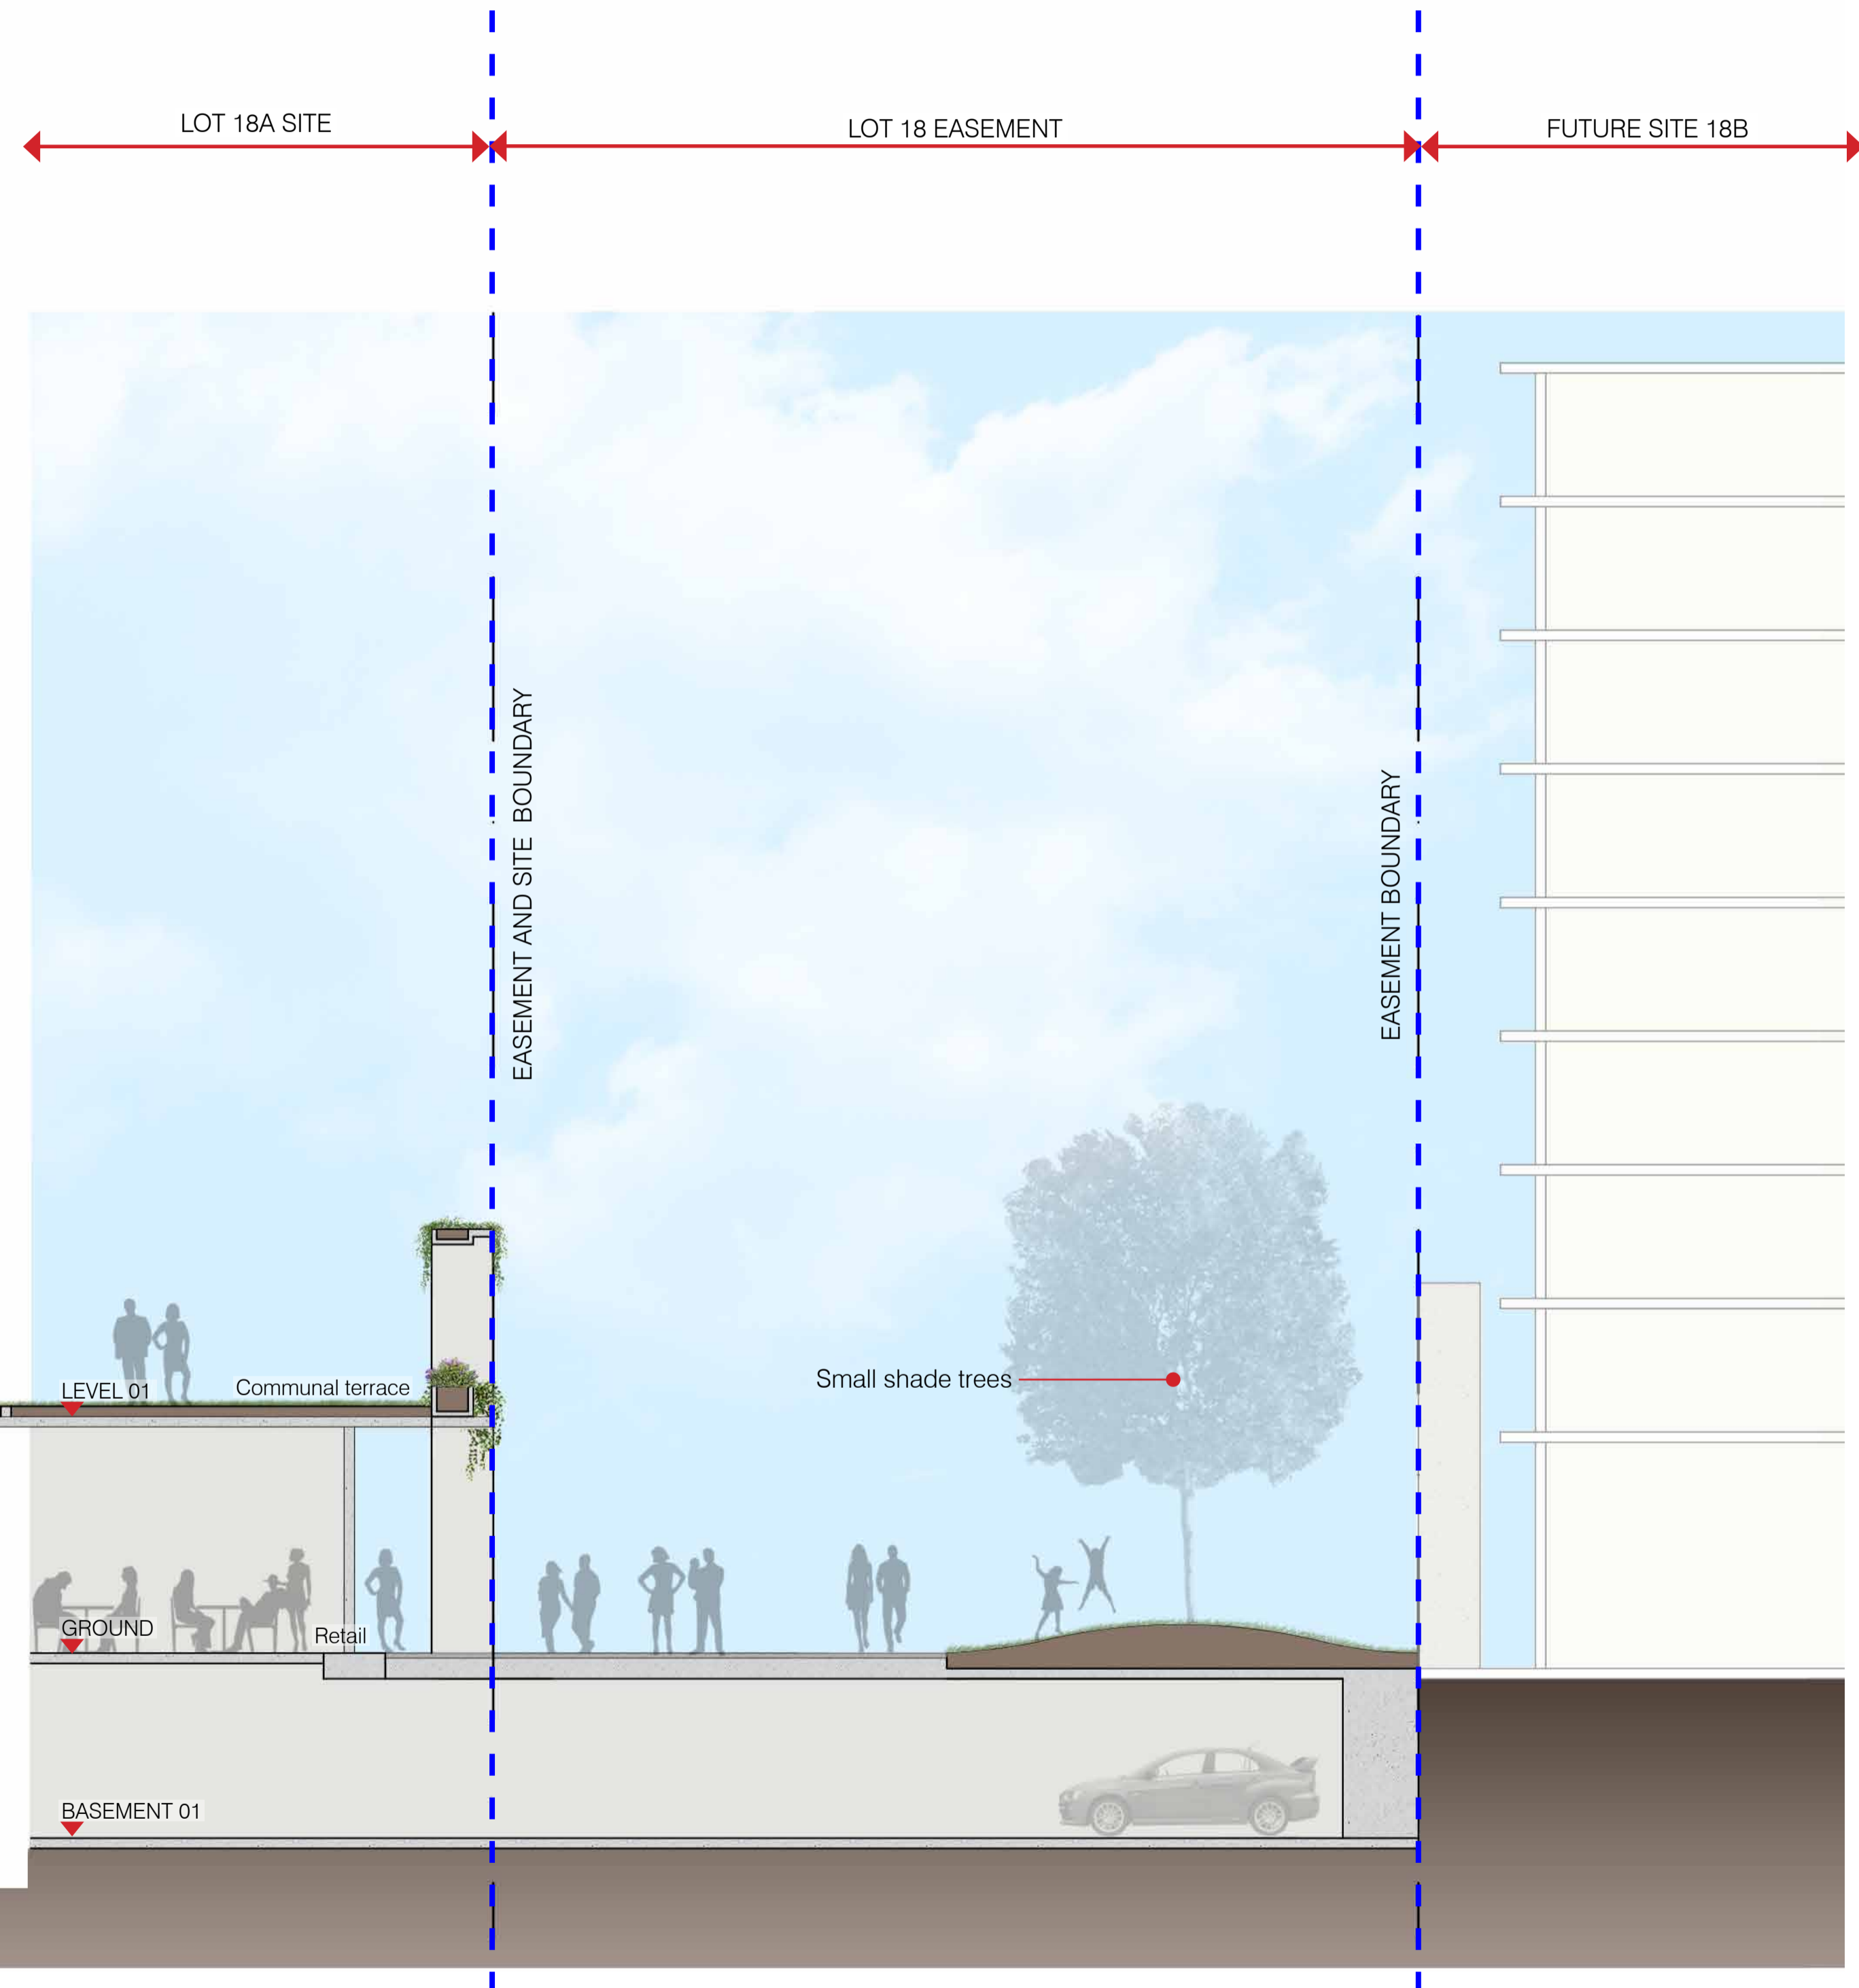 LOT 18A SITE
LOT 18 EASEMENT
FUTURE SITE 18B
EASEMENT AND SITE BOUNDARY
EASEMENT BOUNDARY
Small shade trees
LEVEL 01
Communal terrace
GROUND
Retail
BASEMENT 01